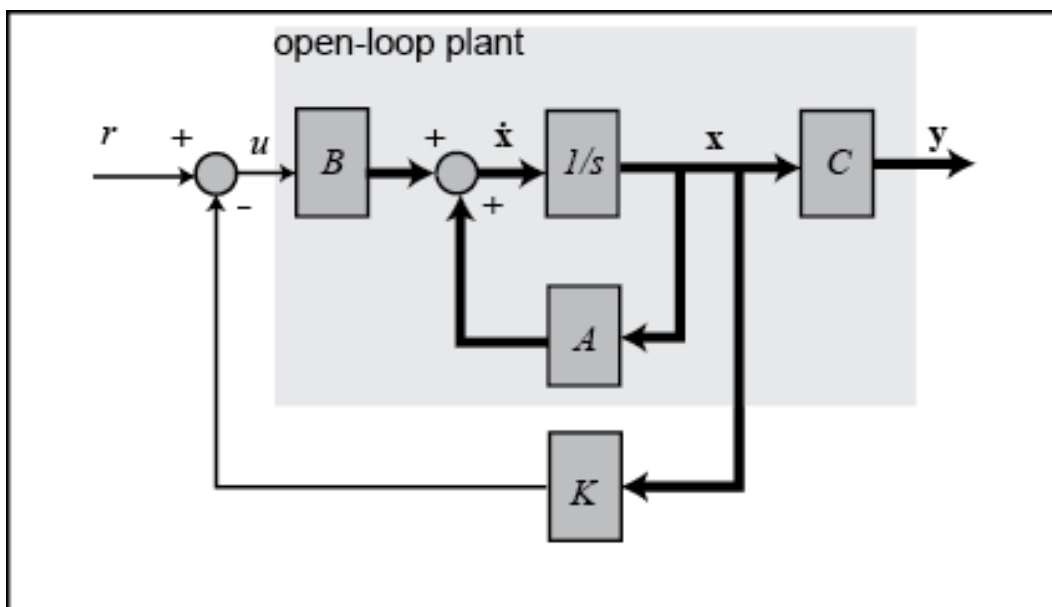 open-loop plant
r
+
u
-
B
+
ẋ
+
1/s
x
C
y
A
K